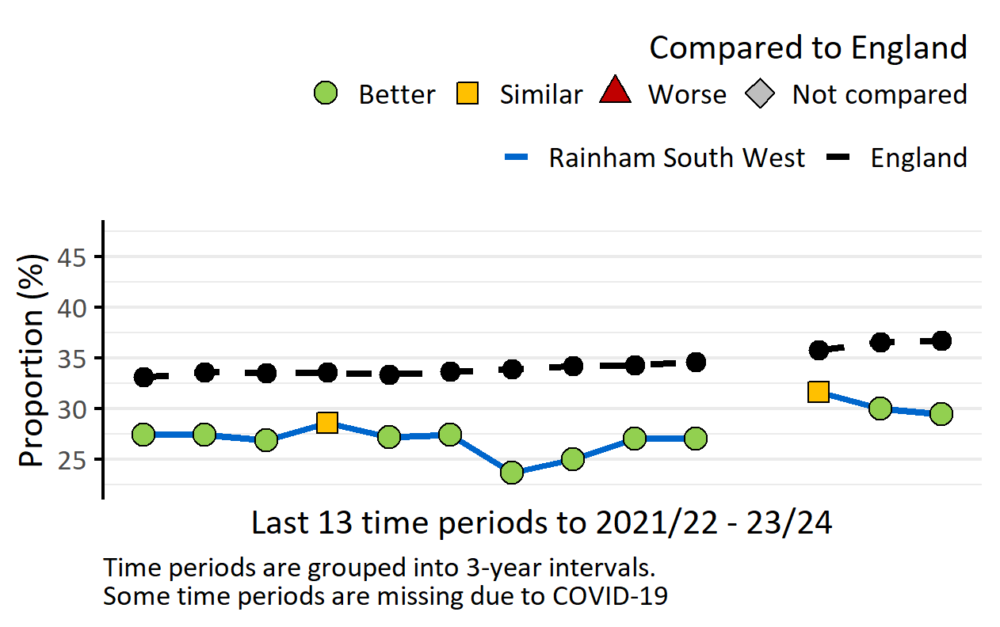 Compared to England
Better Similar Worse Not compared
Rainham South West England
Proportion (%)
45
40
35
30
25
Last 13 time periods to 2021/22 - 23/24
Time periods are grouped into 3-year intervals.
Some time periods are missing due to COVID-19